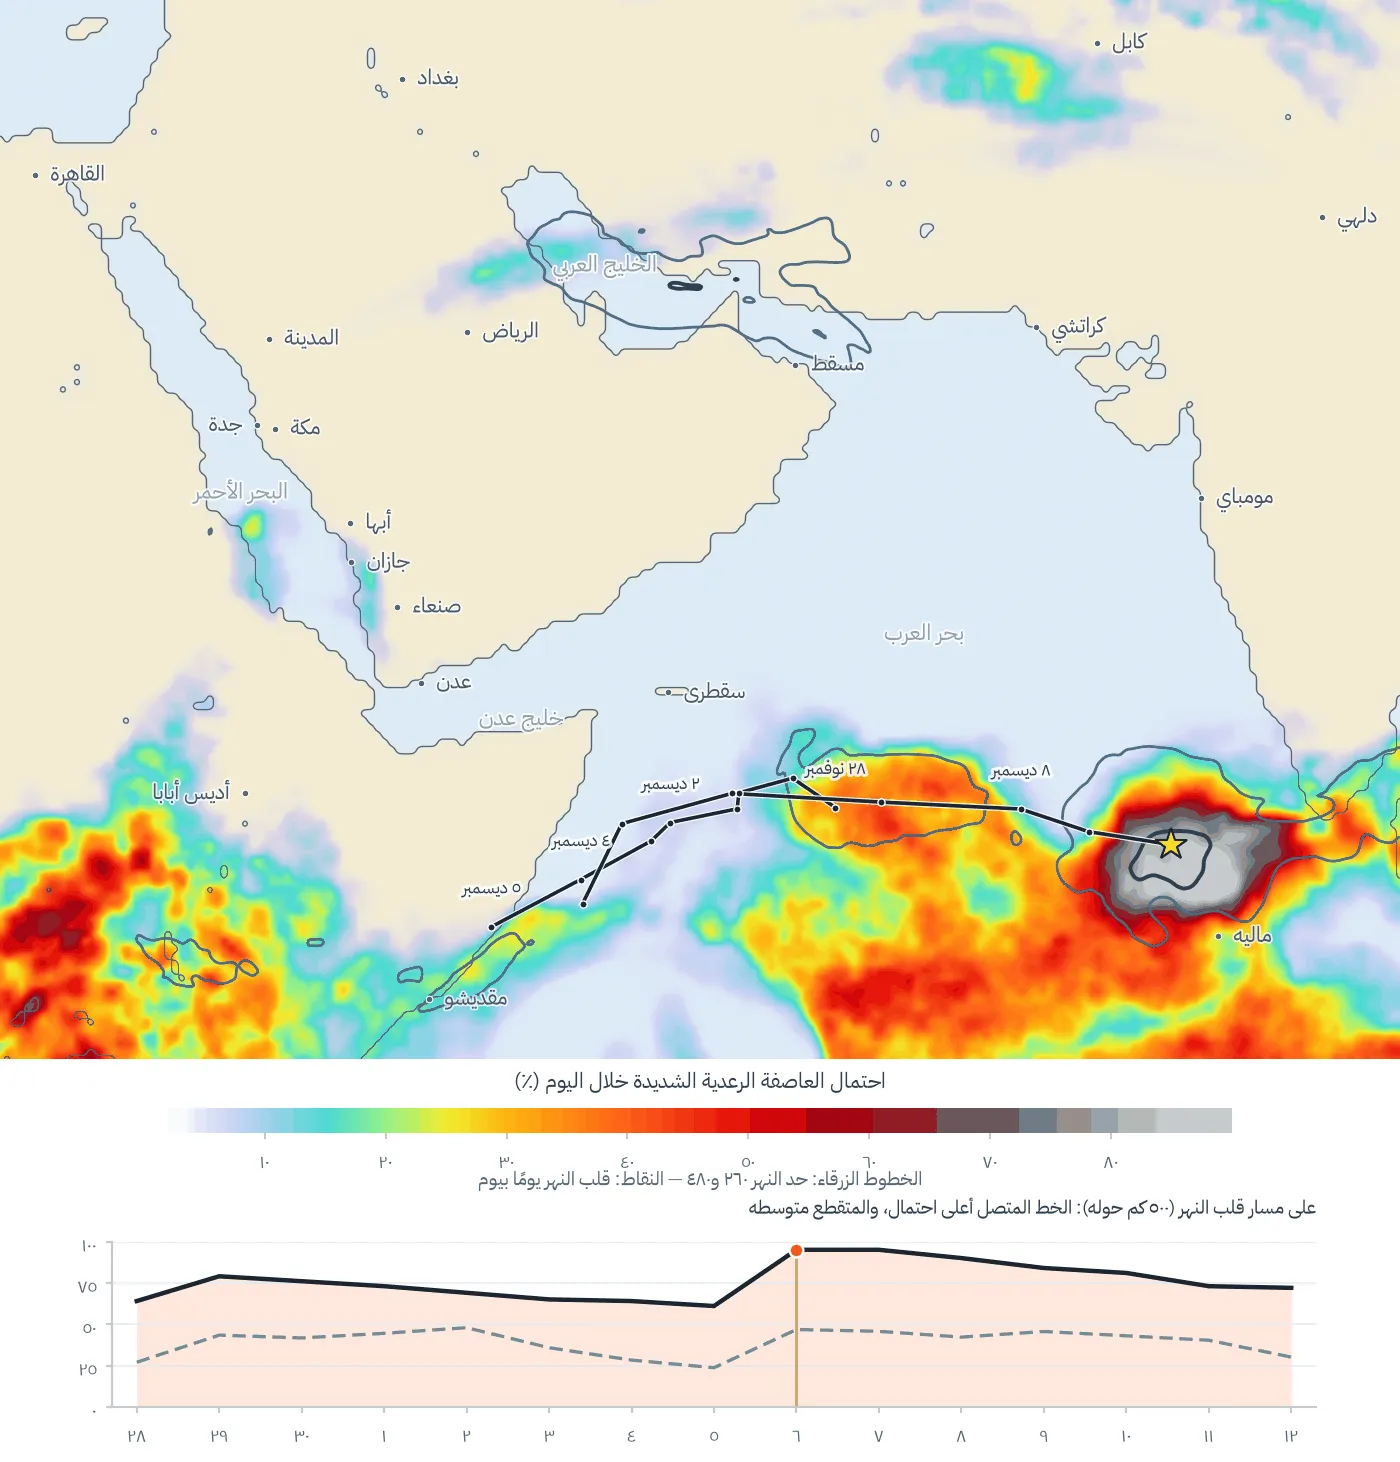 كابل
بغداد
القاهرة
دلهي
الخليج العربي
كراتشي
الرياض
المدينة
مسقط
جدة
مكة
البحر الأحمر
مومباي
أبها
جازان
صنعاء
بحر العرب
عدن
سقطرى
خليج عدن
٢٨ نوفمبر
٨ ديسمبر
٢ ديسمبر
أديس أبابا
٤ ديسمبر
٥ ديسمبر
ماليه
مقديشو
احتمال العاصفة الرعدية الشديدة خلال اليوم (٪)
١٠ ٢٠ ٣٠ ٤٠ ٥٠ ٦٠ ٧٠ ٨٠
الخطوط الزرقاء: حد النهر ٢٦٠ و٤٨٠ — النقاط: قلب النهر يومًا بيوم
على مسار قلب النهر (٥٠٠ كم حوله): الخط المتصل أعلى احتمال، والمتقطع متوسطه
١٠٠
٧٥
٥٠
٢٥
٠
٢٨ ٢٩ ٣٠ ١ ٢ ٣ ٤ ٥ ٦ ٧ ٨ ٩ ١٠ ١١ ١٢